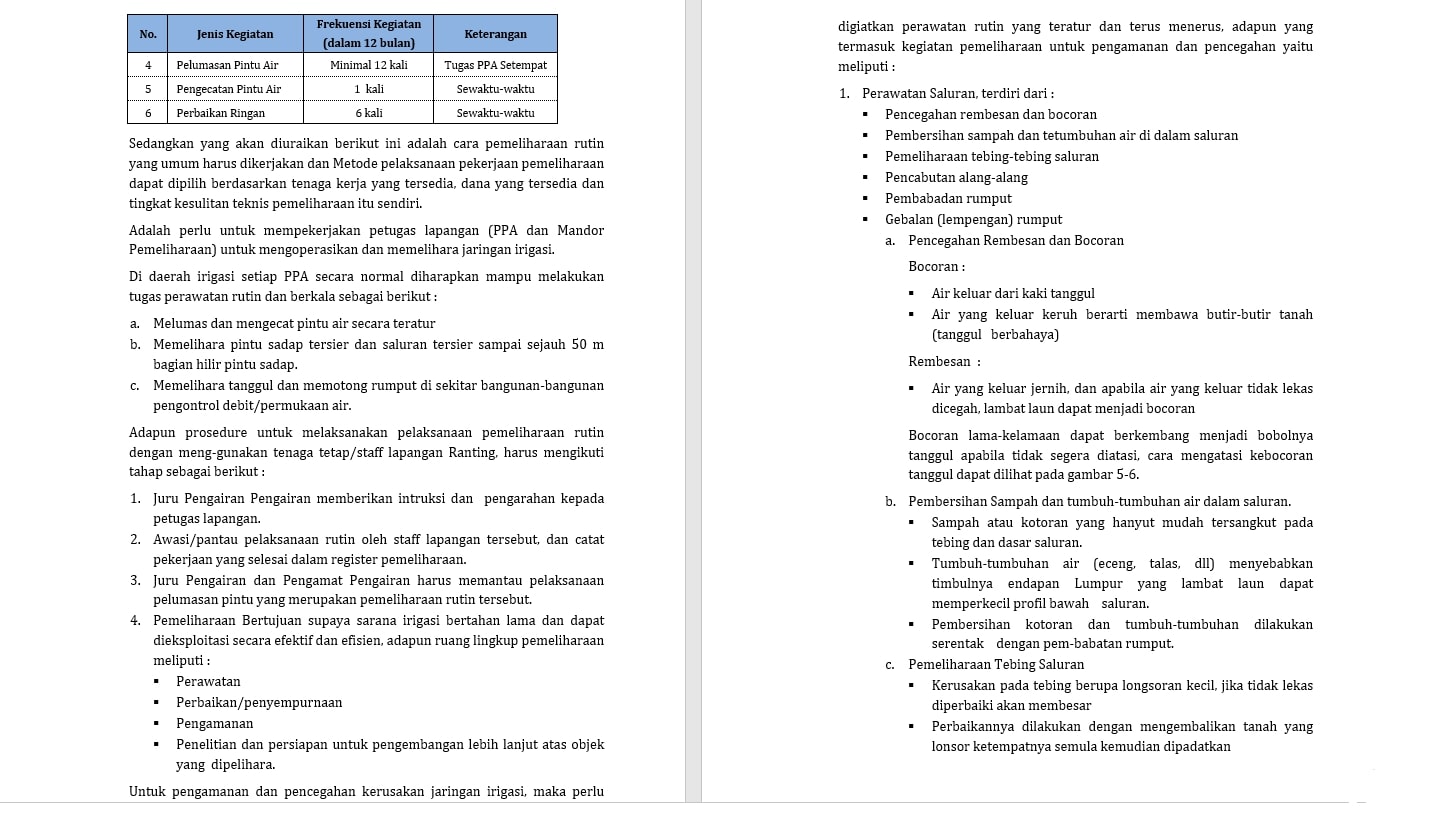 No. Jenis Kegiatan Frekuensi Kegiatan (dalam 12 bulan) Keterangan
4 Pelumasan Pintu Air Minimal 12 kali Tugas PPA Setempat
5 Pengecatan Pintu Air 1 kali Sewaktu-waktu
6 Perbaikan Ringan 6 kali Sewaktu-waktu
Sedangkan yang akan diuraikan berikut ini adalah cara pemeliharaan rutin
yang umum harus dikerjakan dan Metode pelaksanaan pekerjaan pemeliharaan
dapat dipilih berdasarkan tenaga kerja yang tersedia, dana yang tersedia dan
tingkat kesulitan teknis pemeliharaan itu sendiri.
Adalah perlu untuk mempekerjakan petugas lapangan (PPA dan Mandor
Pemeliharaan) untuk mengoperasikan dan memelihara jaringan irigasi.
Di daerah irigasi setiap PPA secara normal diharapkan mampu melakukan
tugas perawatan rutin dan berkala sebagai berikut :
a. Melumas dan mengecat pintu air secara teratur
b. Memelihara pintu sadap tersier dan saluran tersier sampai sejauh 50 m
bagian hilir pintu sadap.
c. Memelihara tanggul dan memotong rumput di sekitar bangunan-bangunan
pengontrol debit/permukaan air.
Adapun prosedure untuk melaksanakan pelaksanaan pemeliharaan rutin
dengan meng-gunakan tenaga tetap/staff lapangan Ranting, harus mengikuti
tahap sebagai berikut :
1. Juru Pengairan Pengairan memberikan intruksi dan pengarahan kepada
petugas lapangan.
2. Awasi/pantau pelaksanaan rutin oleh staff lapangan tersebut, dan catat
pekerjaan yang selesai dalam register pemeliharaan.
3. Juru Pengairan dan Pengamat Pengairan harus memantau pelaksanaan
pelumasan pintu yang merupakan pemeliharaan rutin tersebut.
4. Pemeliharaan Bertujuan supaya sarana irigasi bertahan lama dan dapat
dieksploitasi secara efektif dan efisien, adapun ruang lingkup pemeliharaan
meliputi :
▪ Perawatan
▪ Perbaikan/penyempurnaan
▪ Pengamanan
▪ Penelitian dan persiapan untuk pengembangan lebih lanjut atas objek
yang dipelihara.
Untuk pengamanan dan pencegahan kerusakan jaringan irigasi, maka perlu
digiatkan perawatan rutin yang teratur dan terus menerus, adapun yang
termasuk kegiatan pemeliharaan untuk pengamanan dan pencegahan yaitu
meliputi :
1. Perawatan Saluran, terdiri dari :
▪ Pencegahan rembesan dan bocoran
▪ Pembersihan sampah dan tetumbuhan air di dalam saluran
▪ Pemeliharaan tebing-tebing saluran
▪ Pencabutan alang-alang
▪ Pembabadan rumput
▪ Gebalan (lempengan) rumput
a. Pencegahan Rembesan dan Bocoran
Bocoran :
▪ Air keluar dari kaki tanggul
▪ Air yang keluar keruh berarti membawa butir-butir tanah
(tanggul berbahaya)
Rembesan :
▪ Air yang keluar jernih, dan apabila air yang keluar tidak lekas
dicegah, lambat laun dapat menjadi bocoran
Bocoran lama-kelamaan dapat berkembang menjadi bobolnya
tanggul apabila tidak segera diatasi, cara mengatasi kebocoran
tanggul dapat dilihat pada gambar 5-6.
b. Pembersihan Sampah dan tumbuh-tumbuhan air dalam saluran.
▪ Sampah atau kotoran yang hanyut mudah tersangkut pada
tebing dan dasar saluran.
▪ Tumbuh-tumbuhan air (eceng, talas, dll) menyebabkan
timbulnya endapan Lumpur yang lambat laun dapat
memperkecil profil bawah saluran.
▪ Pembersihan kotoran dan tumbuh-tumbuhan dilakukan
serentak dengan pem-babatan rumput.
c. Pemeliharaan Tebing Saluran
▪ Kerusakan pada tebing berupa longsoran kecil, jika tidak lekas
diperbaiki akan membesar
▪ Perbaikannya dilakukan dengan mengembalikan tanah yang
lonsor ketempatnya semula kemudian dipadatkan